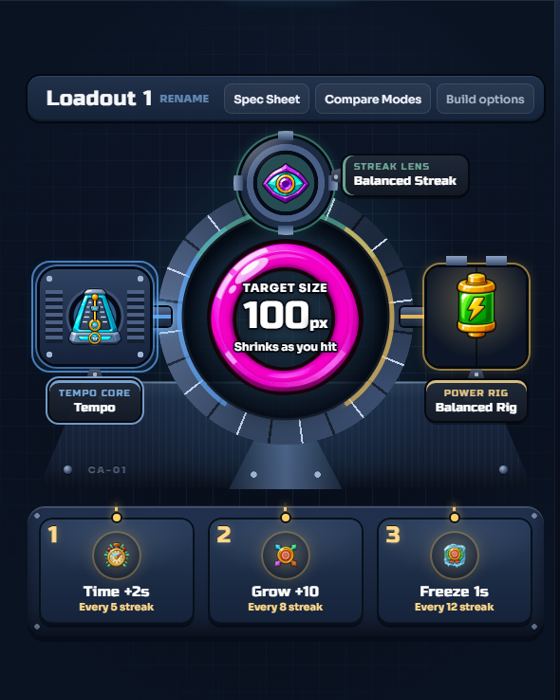 Loadout 1 RENAME Spec Sheet Compare Modes Build options
STREAK LENS
Balanced Streak
TARGET SIZE
100px
Shrinks as you hit
TEMPO CORE
Tempo
POWER RIG
Balanced Rig
CA-01
1 2 3
Time +2s Grow +10 Freeze 1s
Every 5 streak Every 8 streak Every 12 streak